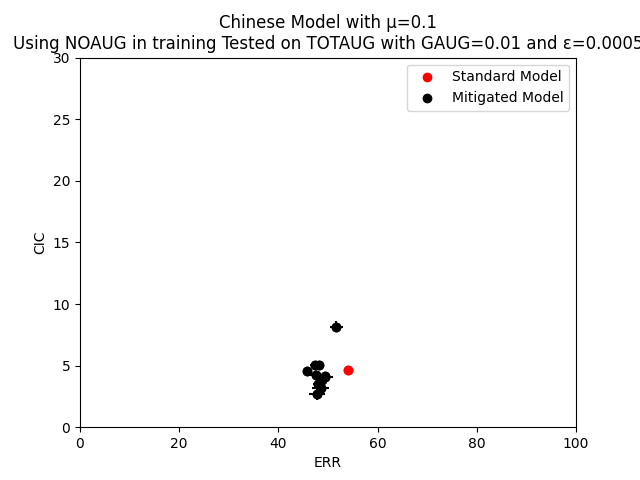 Chinese Model with μ=0.1
Using NOAUG in training Tested on TOTAUG with GAUG=0.01 and ε=0.0005
Standard Model
Mitigated Model
30
25
20
15
10
5
0
CIC
0 20 40 60 80 100
ERR